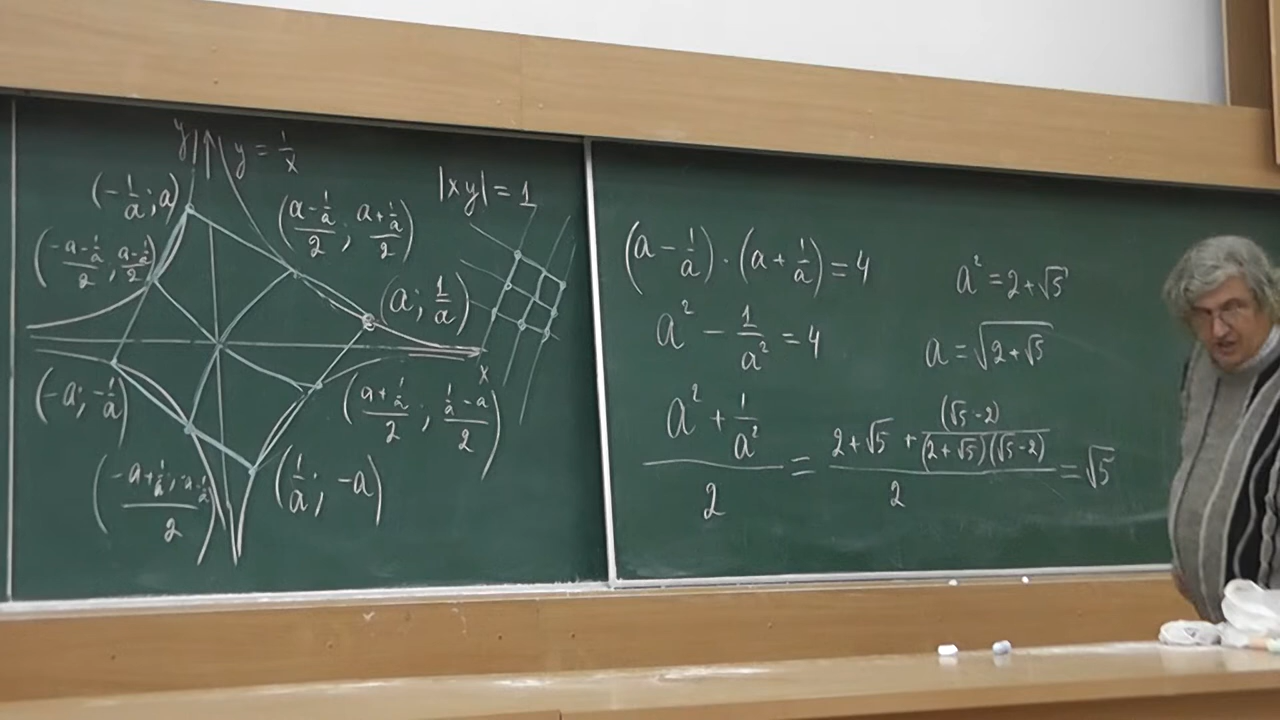 y
y = 1/x
|xy| = 1
(-1/a; a)
((a - 1/a)/2; (a + 1/a)/2)
((-a - 1/a)/2; (a - 1/a)/2)
(a; 1/a)
x
(-a; -1/a)
((a + 1/a)/2; (1/a - a)/2)
(1/a; -a)
(a - 1/a) · (a + 1/a) = 4
a² - 1/a² = 4
(a² + 1/a²)/2 = (2 + √5 + (√5 - 2)/((2 + √5)(√5 - 2)))/2 = √5
a² = 2 + √5
a = √(2 + √5)